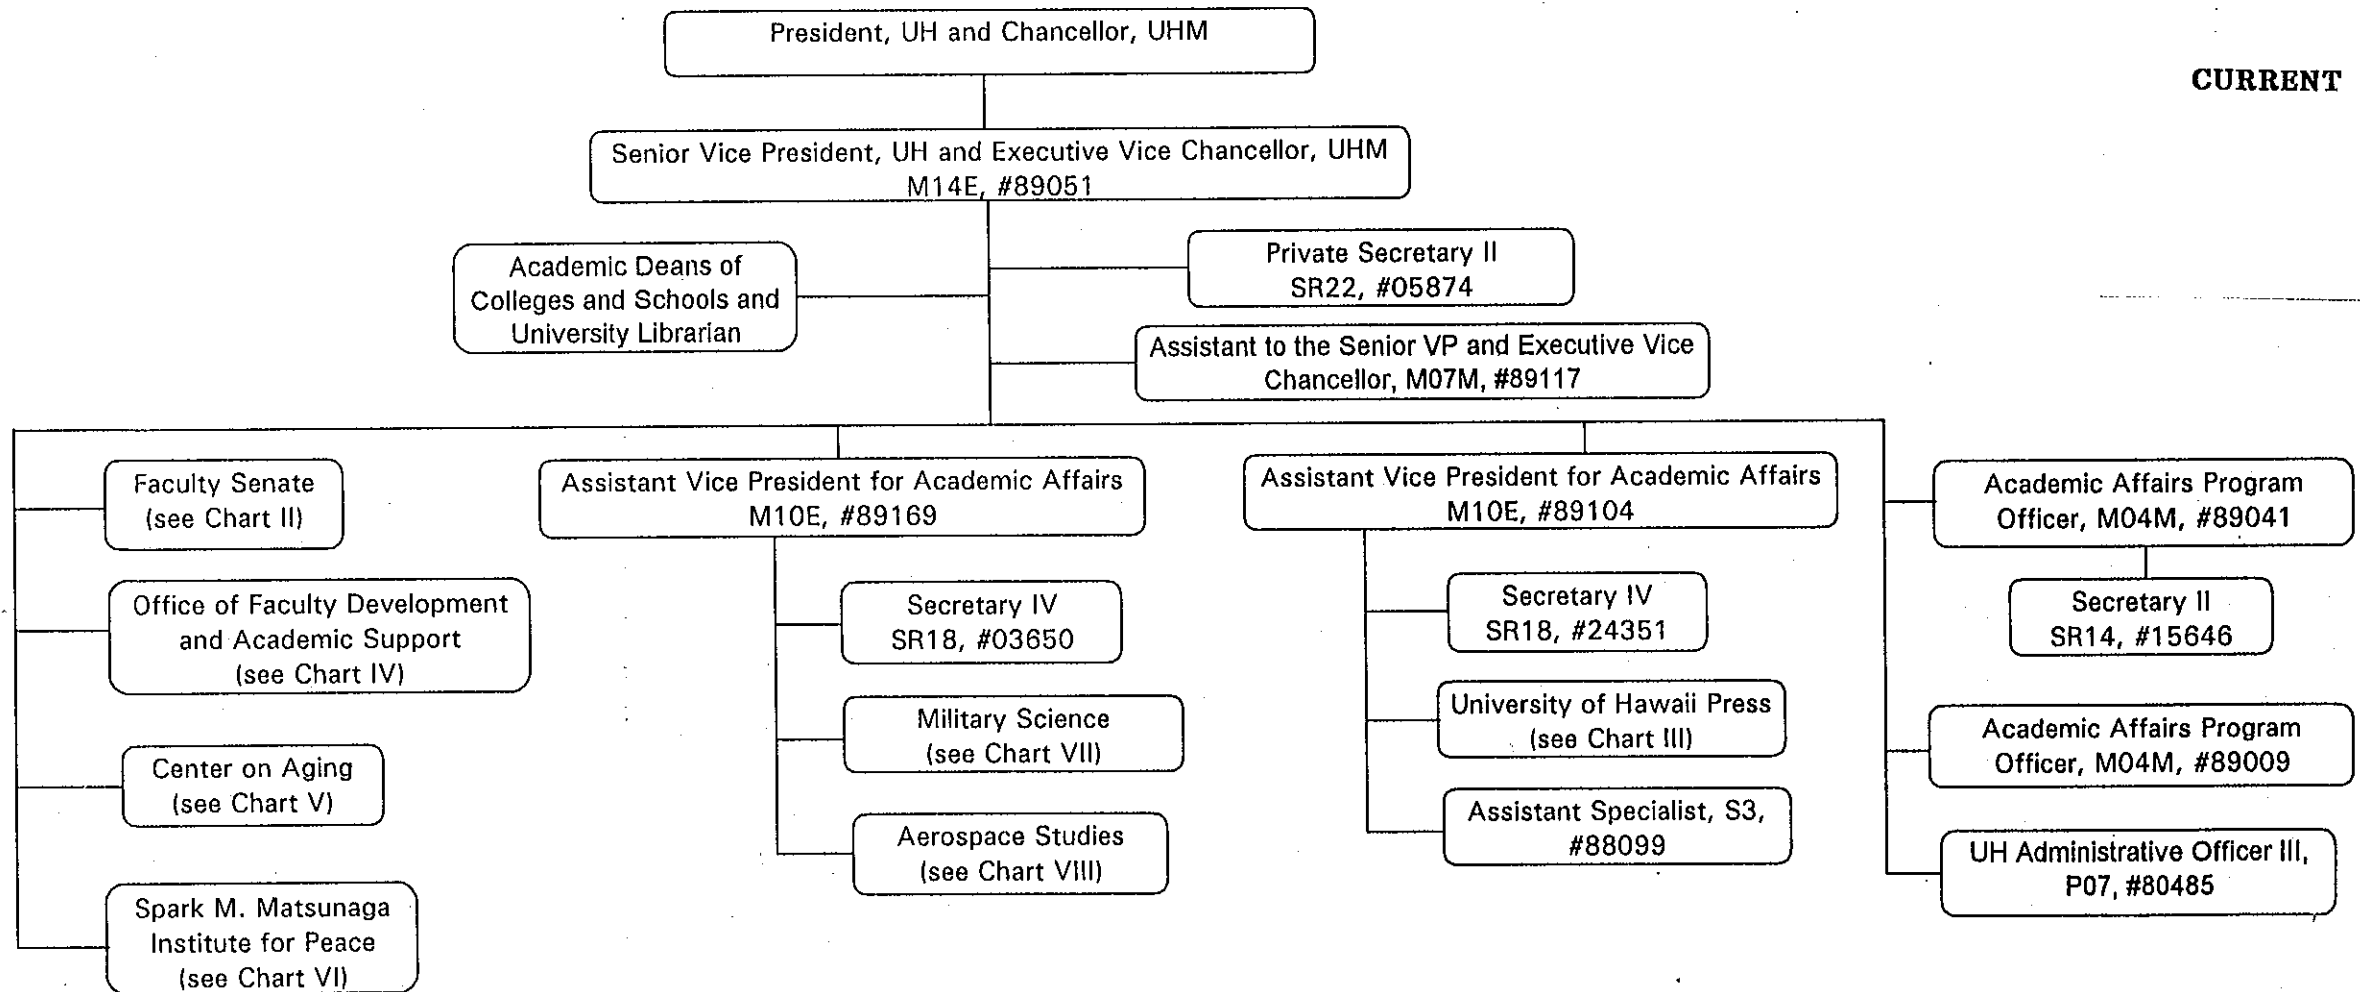 President, UH and Chancellor, UHM
CURRENT
Senior Vice President, UH and Executive Vice Chancellor, UHM
M14E, #89051
Academic Deans of
Colleges and Schools and
University Librarian
Private Secretary II
SR22, #05874
Assistant to the Senior VP and Executive Vice
Chancellor, M07M, #89117
Faculty Senate
(see Chart II)
Office of Faculty Development
and Academic Support
(see Chart IV)
Center on Aging
(see Chart V)
Spark M. Matsunaga
Institute for Peace
(see Chart VI)
Assistant Vice President for Academic Affairs
M10E, #89169
Secretary IV
SR18, #03650
Military Science
(see Chart VII)
Aerospace Studies
(see Chart VIII)
Assistant Vice President for Academic Affairs
M10E, #89104
Secretary IV
SR18, #24351
University of Hawaii Press
(see Chart III)
Assistant Specialist, S3,
#88099
Academic Affairs Program
Officer, M04M, #89041
Secretary II
SR14, #15646
Academic Affairs Program
Officer, M04M, #89009
UH Administrative Officer III,
P07, #80485